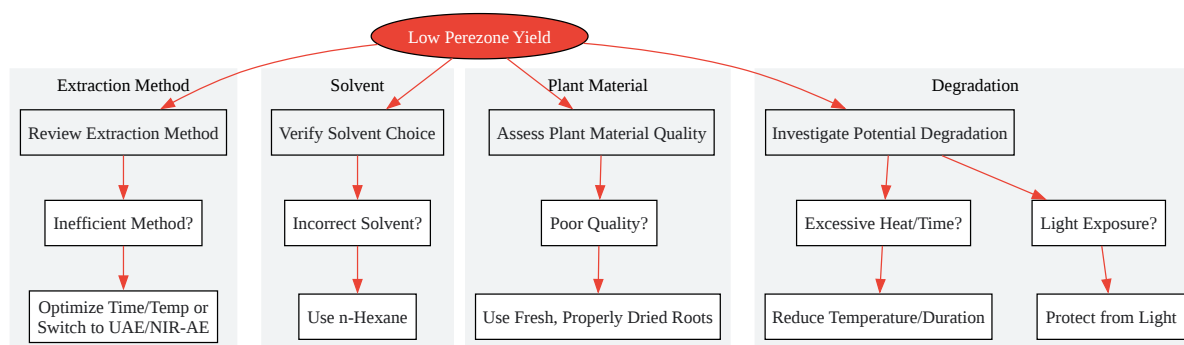 Low Perezone Yield
Extraction Method
Solvent
Plant Material
Degradation
Review Extraction Method
Verify Solvent Choice
Assess Plant Material Quality
Investigate Potential Degradation
Inefficient Method?
Incorrect Solvent?
Poor Quality?
Excessive Heat/Time?
Light Exposure?
Optimize Time/Temp or
Switch to UAE/NIR-AE
Use n-Hexane
Use Fresh, Properly Dried Roots
Reduce Temperature/Duration
Protect from Light